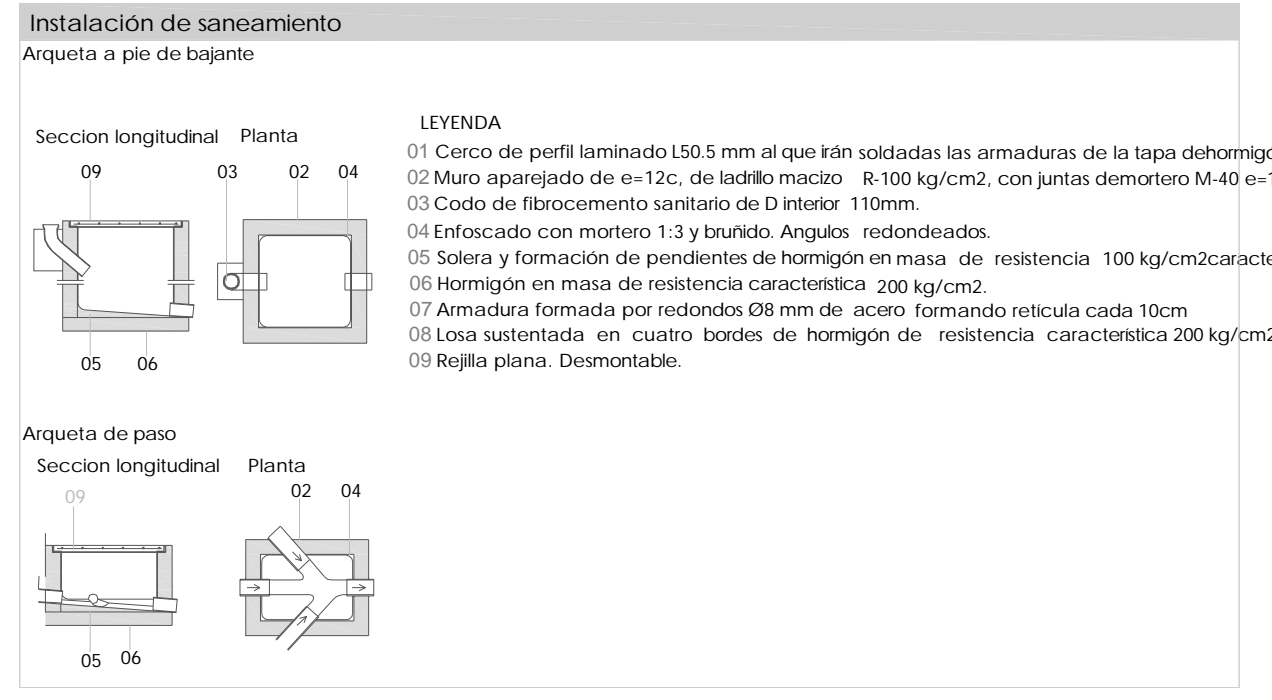 Instalación de saneamiento
Arqueta a pie de bajante
Seccion longitudinal Planta
09 03 02 04
05 06
LEYENDA
01 Cerco de perfil laminado L50.5 mm al que irán soldadas las armaduras de la tapa dehormigó
02 Muro aparejado de e=12c, de ladrillo macizo R-100 kg/cm2, con juntas demortero M-40 e=1
03 Codo de fibrocemento sanitario de D interior 110mm.
04 Enfoscado con mortero 1:3 y bruñido. Angulos redondeados.
05 Solera y formación de pendientes de hormigón en masa de resistencia 100 kg/cm2caracte
06 Hormigón en masa de resistencia característica 200 kg/cm2.
07 Armadura formada por redondos Ø8 mm de acero formando retícula cada 10cm
08 Losa sustentada en cuatro bordes de hormigón de resistencia característica 200 kg/cm2
09 Rejilla plana. Desmontable.
Arqueta de paso
Seccion longitudinal Planta
09 02 04
05 06